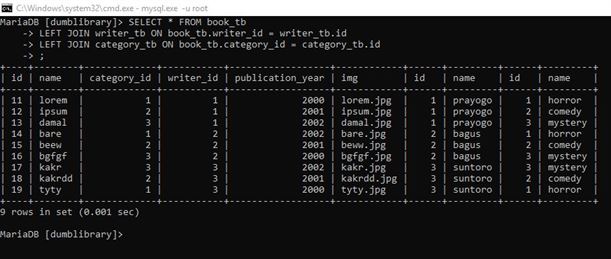 C:\Windows\system32\cmd.exe - mysql.exe -u root
MariaDB [dumblibrary]> SELECT * FROM book_tb
    -> LEFT JOIN writer_tb ON book_tb.writer_id = writer_tb.id
    -> LEFT JOIN category_tb ON book_tb.category_id = category_tb.id
    -> ;
+----+--------+-------------+-----------+------------------+------------+----+---------+----+---------+
| id | name | category_id | writer_id | publication_year | img | id | name | id | name |
+----+--------+-------------+-----------+------------------+------------+----+---------+----+---------+
| 11 | lorem | 1 | 1 | 2000 | lorem.jpg | 1 | prayogo | 1 | horror |
| 12 | ipsum | 2 | 1 | 2001 | ipsum.jpg | 1 | prayogo | 2 | comedy |
| 13 | damal | 3 | 1 | 2002 | damal.jpg | 1 | prayogo | 3 | mystery |
| 14 | bare | 1 | 2 | 2002 | bare.jpg | 2 | bagus | 1 | horror |
| 15 | beew | 2 | 2 | 2001 | beww.jpg | 2 | bagus | 2 | comedy |
| 16 | bgfgf | 3 | 2 | 2000 | bgfgf.jpg | 2 | bagus | 3 | mystery |
| 17 | kakr | 3 | 3 | 2002 | kakr.jpg | 3 | suntoro | 3 | mystery |
| 18 | kakrdd | 2 | 3 | 2001 | kakrdd.jpg | 3 | suntoro | 2 | comedy |
| 19 | tyty | 1 | 3 | 2000 | tyty.jpg | 3 | suntoro | 1 | horror |
+----+--------+-------------+-----------+------------------+------------+----+---------+----+---------+
9 rows in set (0.001 sec)
MariaDB [dumblibrary]>